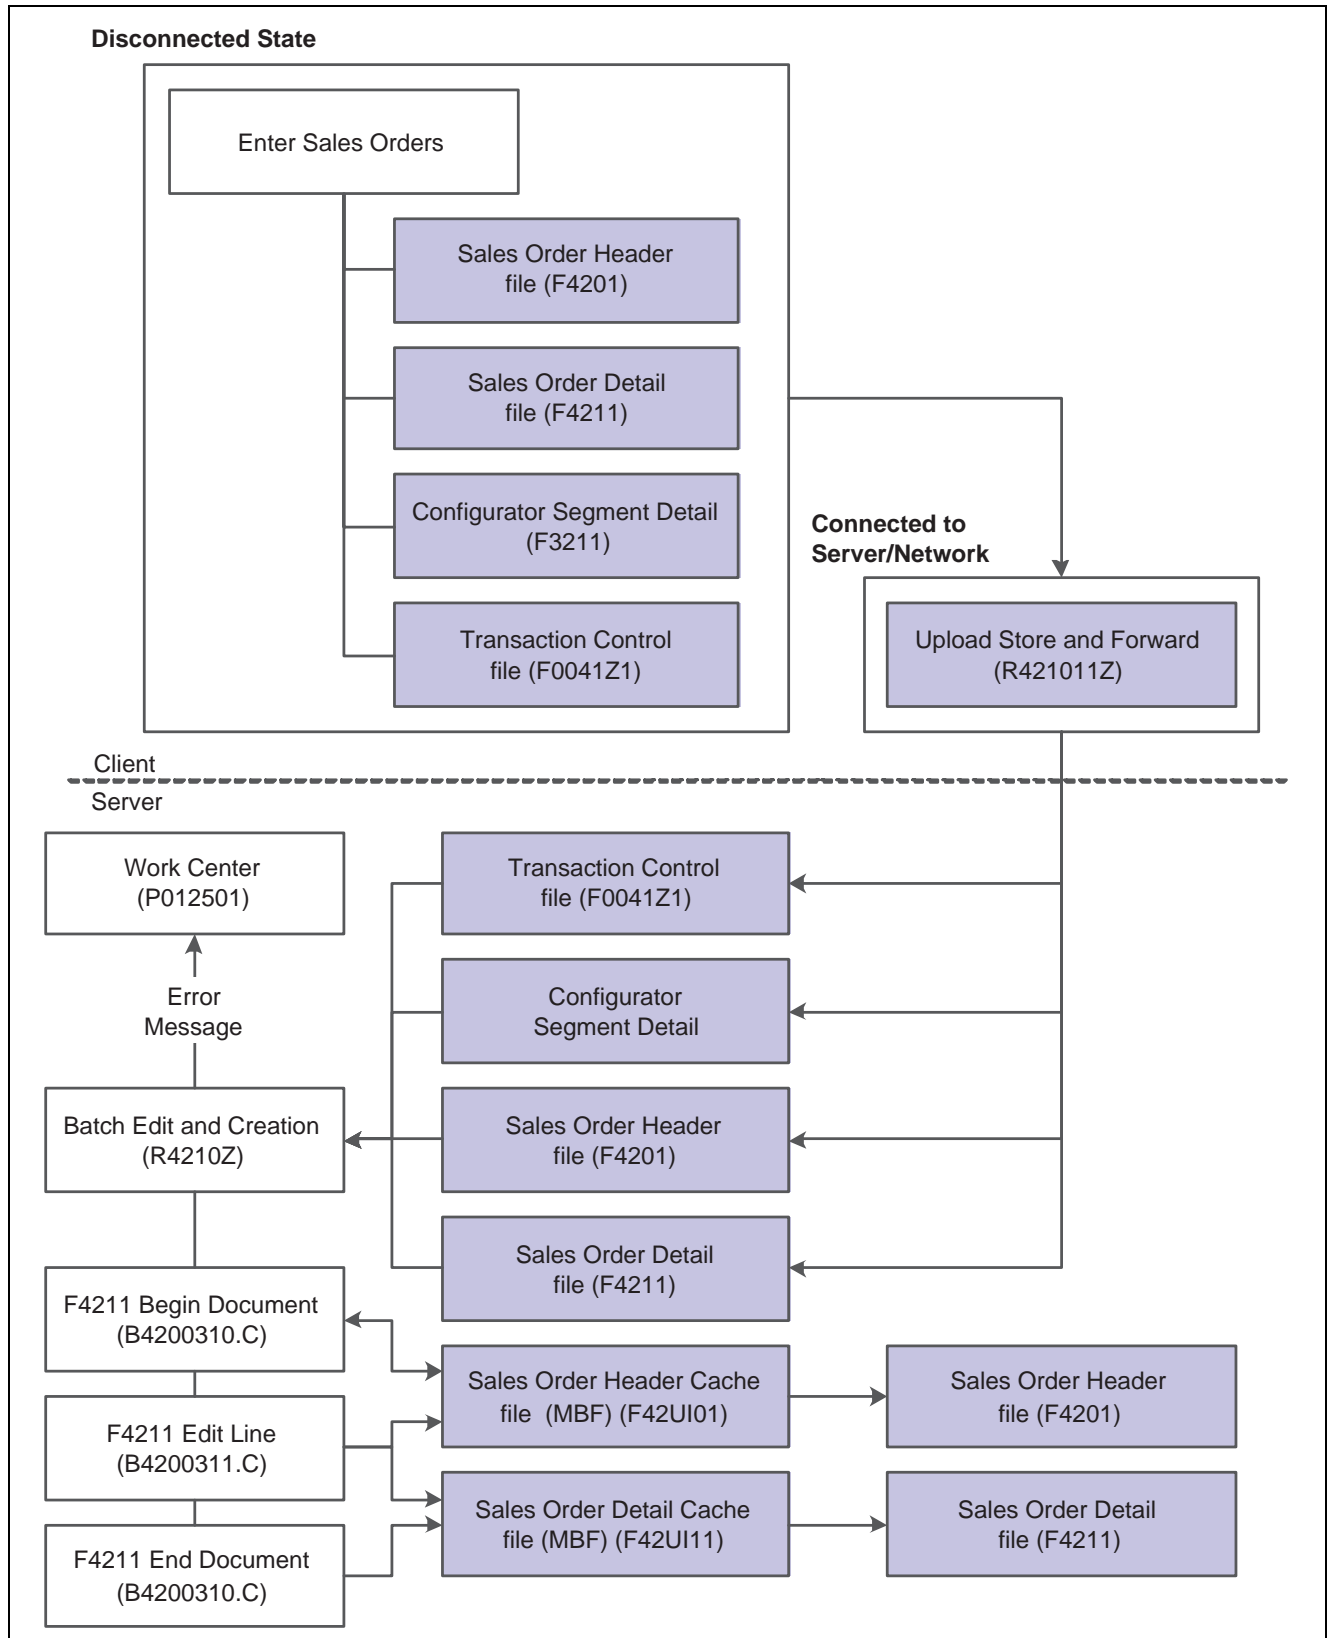 Disconnected State
Enter Sales Orders
Sales Order Header
file (F4201)
Sales Order Detail
file (F4211)
Configurator Segment Detail
(F3211)
Transaction Control
file (F0041Z1)
Connected to
Server/Network
Upload Store and Forward
(R421011Z)
Client
Server
Work Center
(P012501)
Transaction Control
file (F0041Z1)
Error
Message
Configurator
Segment Detail
Batch Edit and Creation
(R4210Z)
Sales Order Header
file (F4201)
Sales Order Detail
file (F4211)
F4211 Begin Document
(B4200310.C)
Sales Order Header Cache
file  (MBF) (F42UI01)
Sales Order Header
file (F4201)
F4211 Edit Line
(B4200311.C)
Sales Order Detail Cache
file (MBF) (F42UI11)
Sales Order Detail
file (F4211)
F4211 End Document
(B4200310.C)